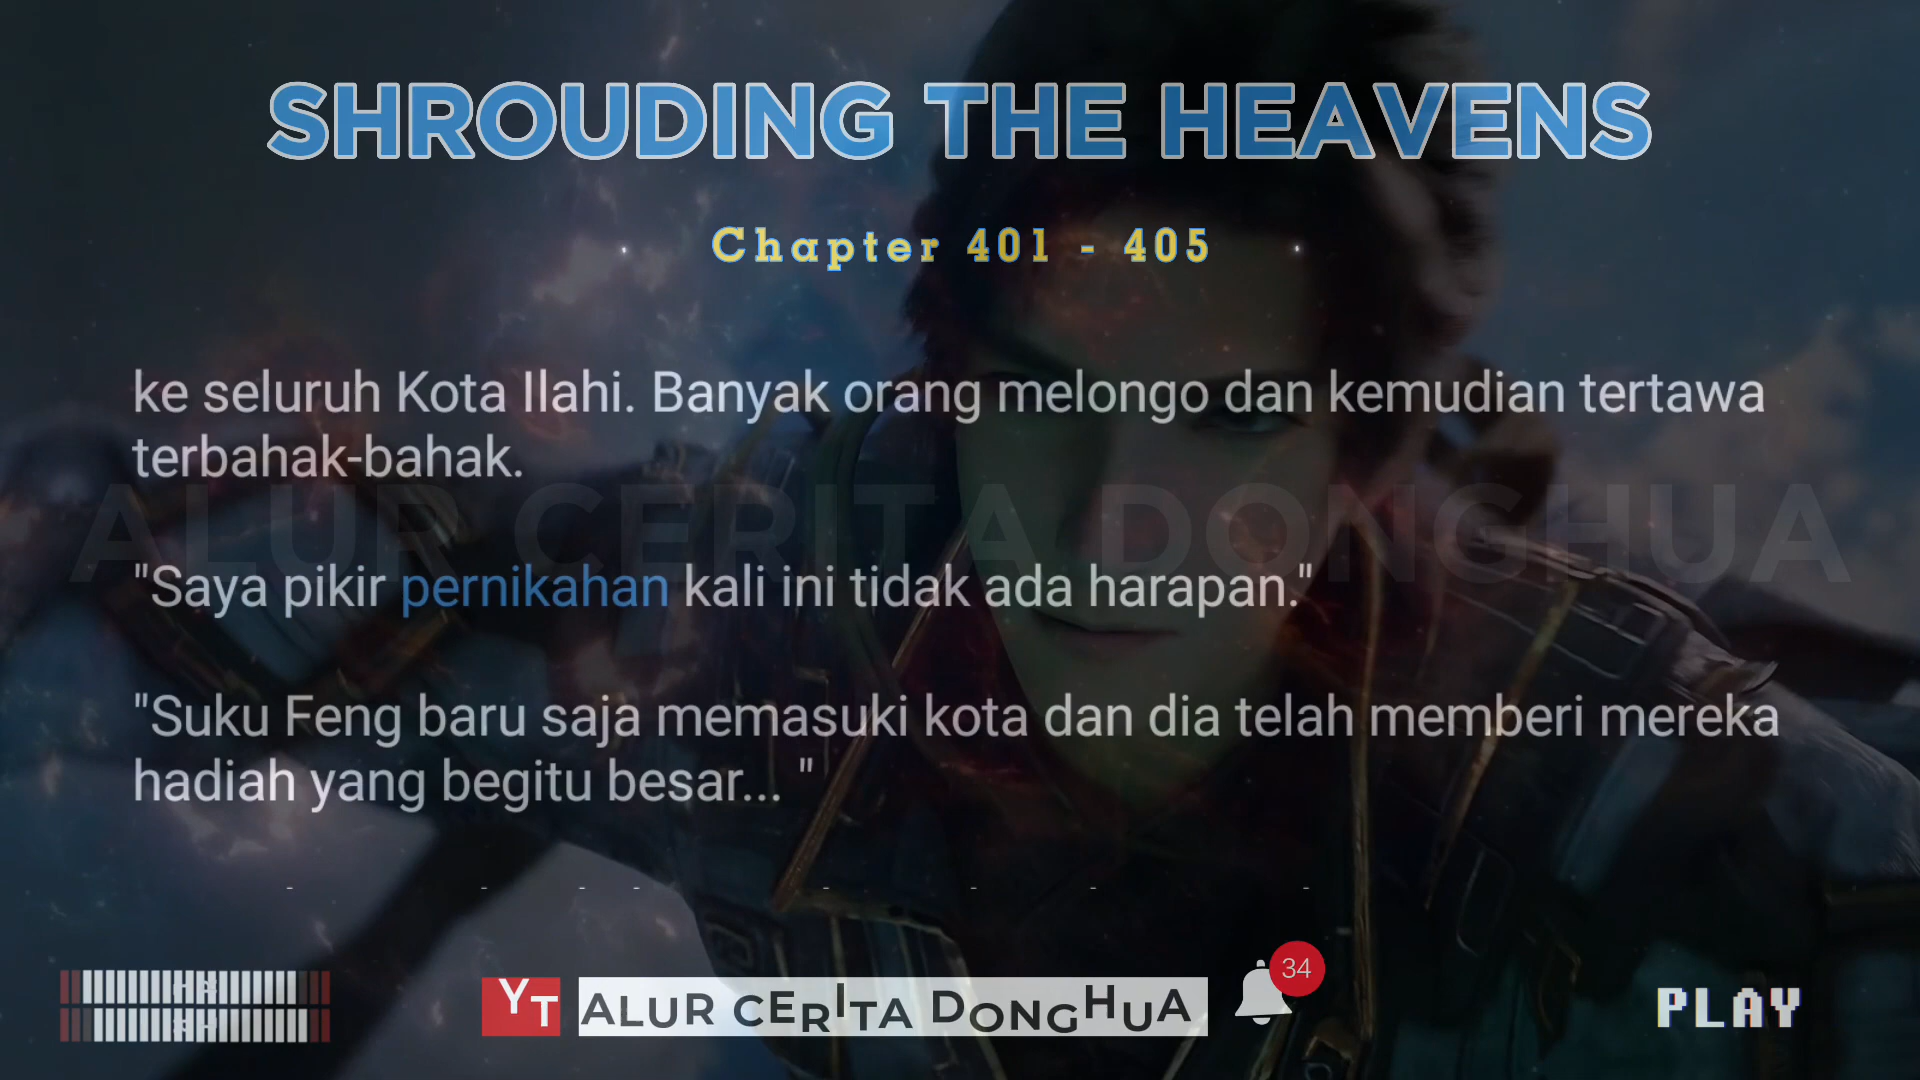 SHROUDING THE HEAVENS
Chapter 401 - 405
ke seluruh Kota Ilahi. Banyak orang melongo dan kemudian tertawa
terbahak-bahak.
ALUR CERITA DONGHUA
"Saya pikir pernikahan kali ini tidak ada harapan."
"Suku Feng baru saja memasuki kota dan dia telah memberi mereka
hadiah yang begitu besar... "
YT ALUR CERITA DONGHUA
34
PLAY